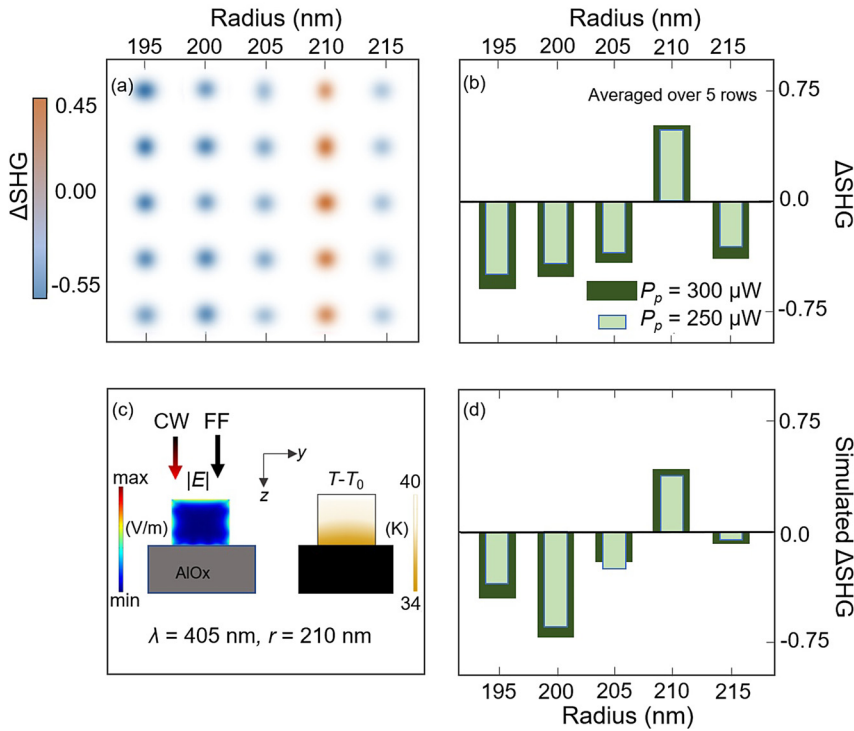 Radius (nm)
195 200 205 210 215
(a)
0.45
0.00
-0.55
ΔSHG
Radius (nm)
195 200 205 210 215
(b)
Averaged over 5 rows
0.75
0.0
-0.75
ΔSHG
Pp = 300 μW
Pp = 250 μW
(c)
CW FF
|E|
y
z
T-T0
max
(V/m)
min
AlOx
40
(K)
34
λ = 405 nm, r = 210 nm
(d)
0.75
0.0
-0.75
Simulated ΔSHG
195 200 205 210 215
Radius (nm)